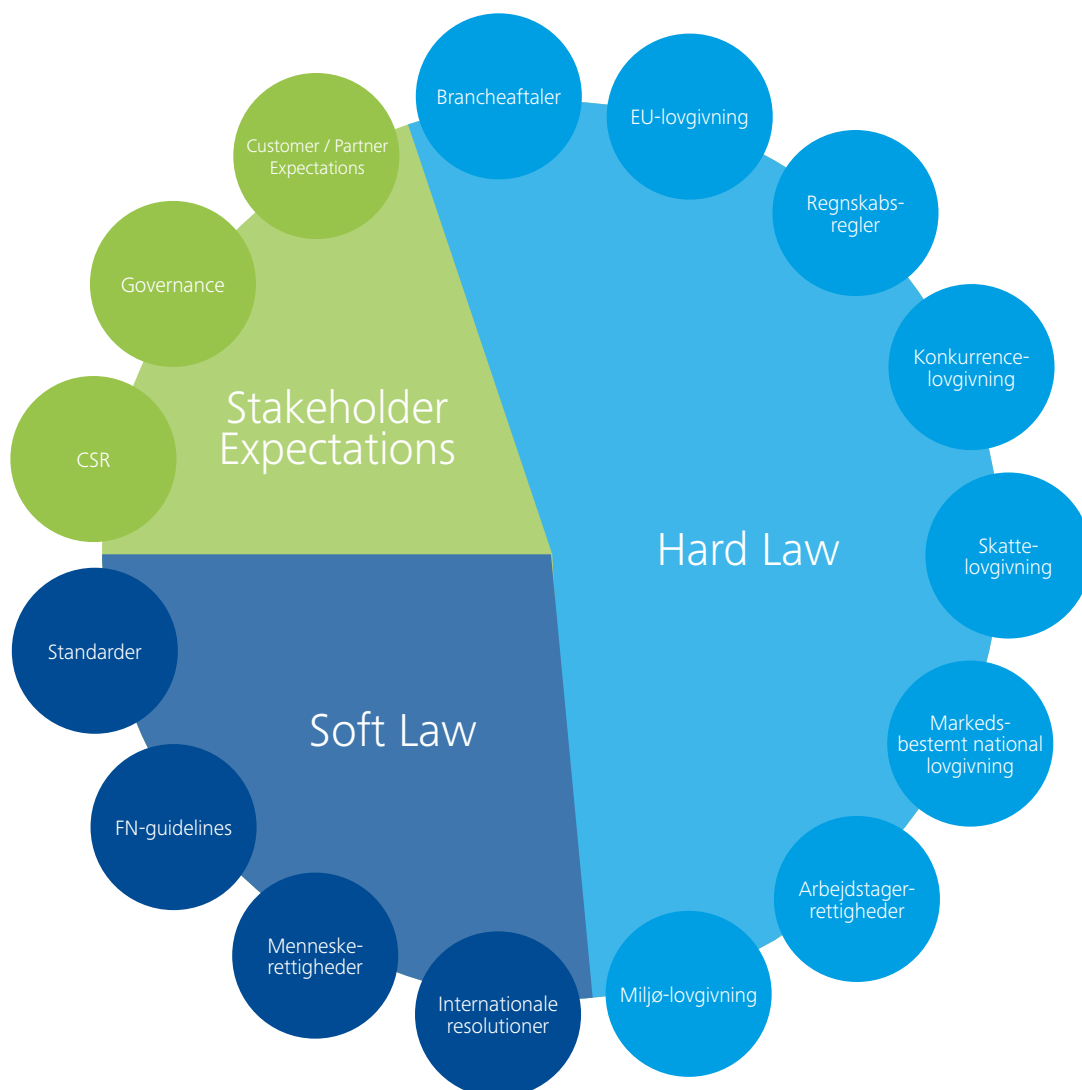 Brancheaftaler
EU-lovgivning
Regnskabs-
regler
Konkurrence-
lovgivning
Skatte-
lovgivning
Markeds-
bestemt national
lovgivning
Arbejdstager-
rettigheder
Miljø-lovgivning
Internationale
resolutioner
Menneske-
rettigheder
FN-guidelines
Standarder
CSR
Governance
Customer / Partner
Expectations
Stakeholder
Expectations
Hard Law
Soft Law